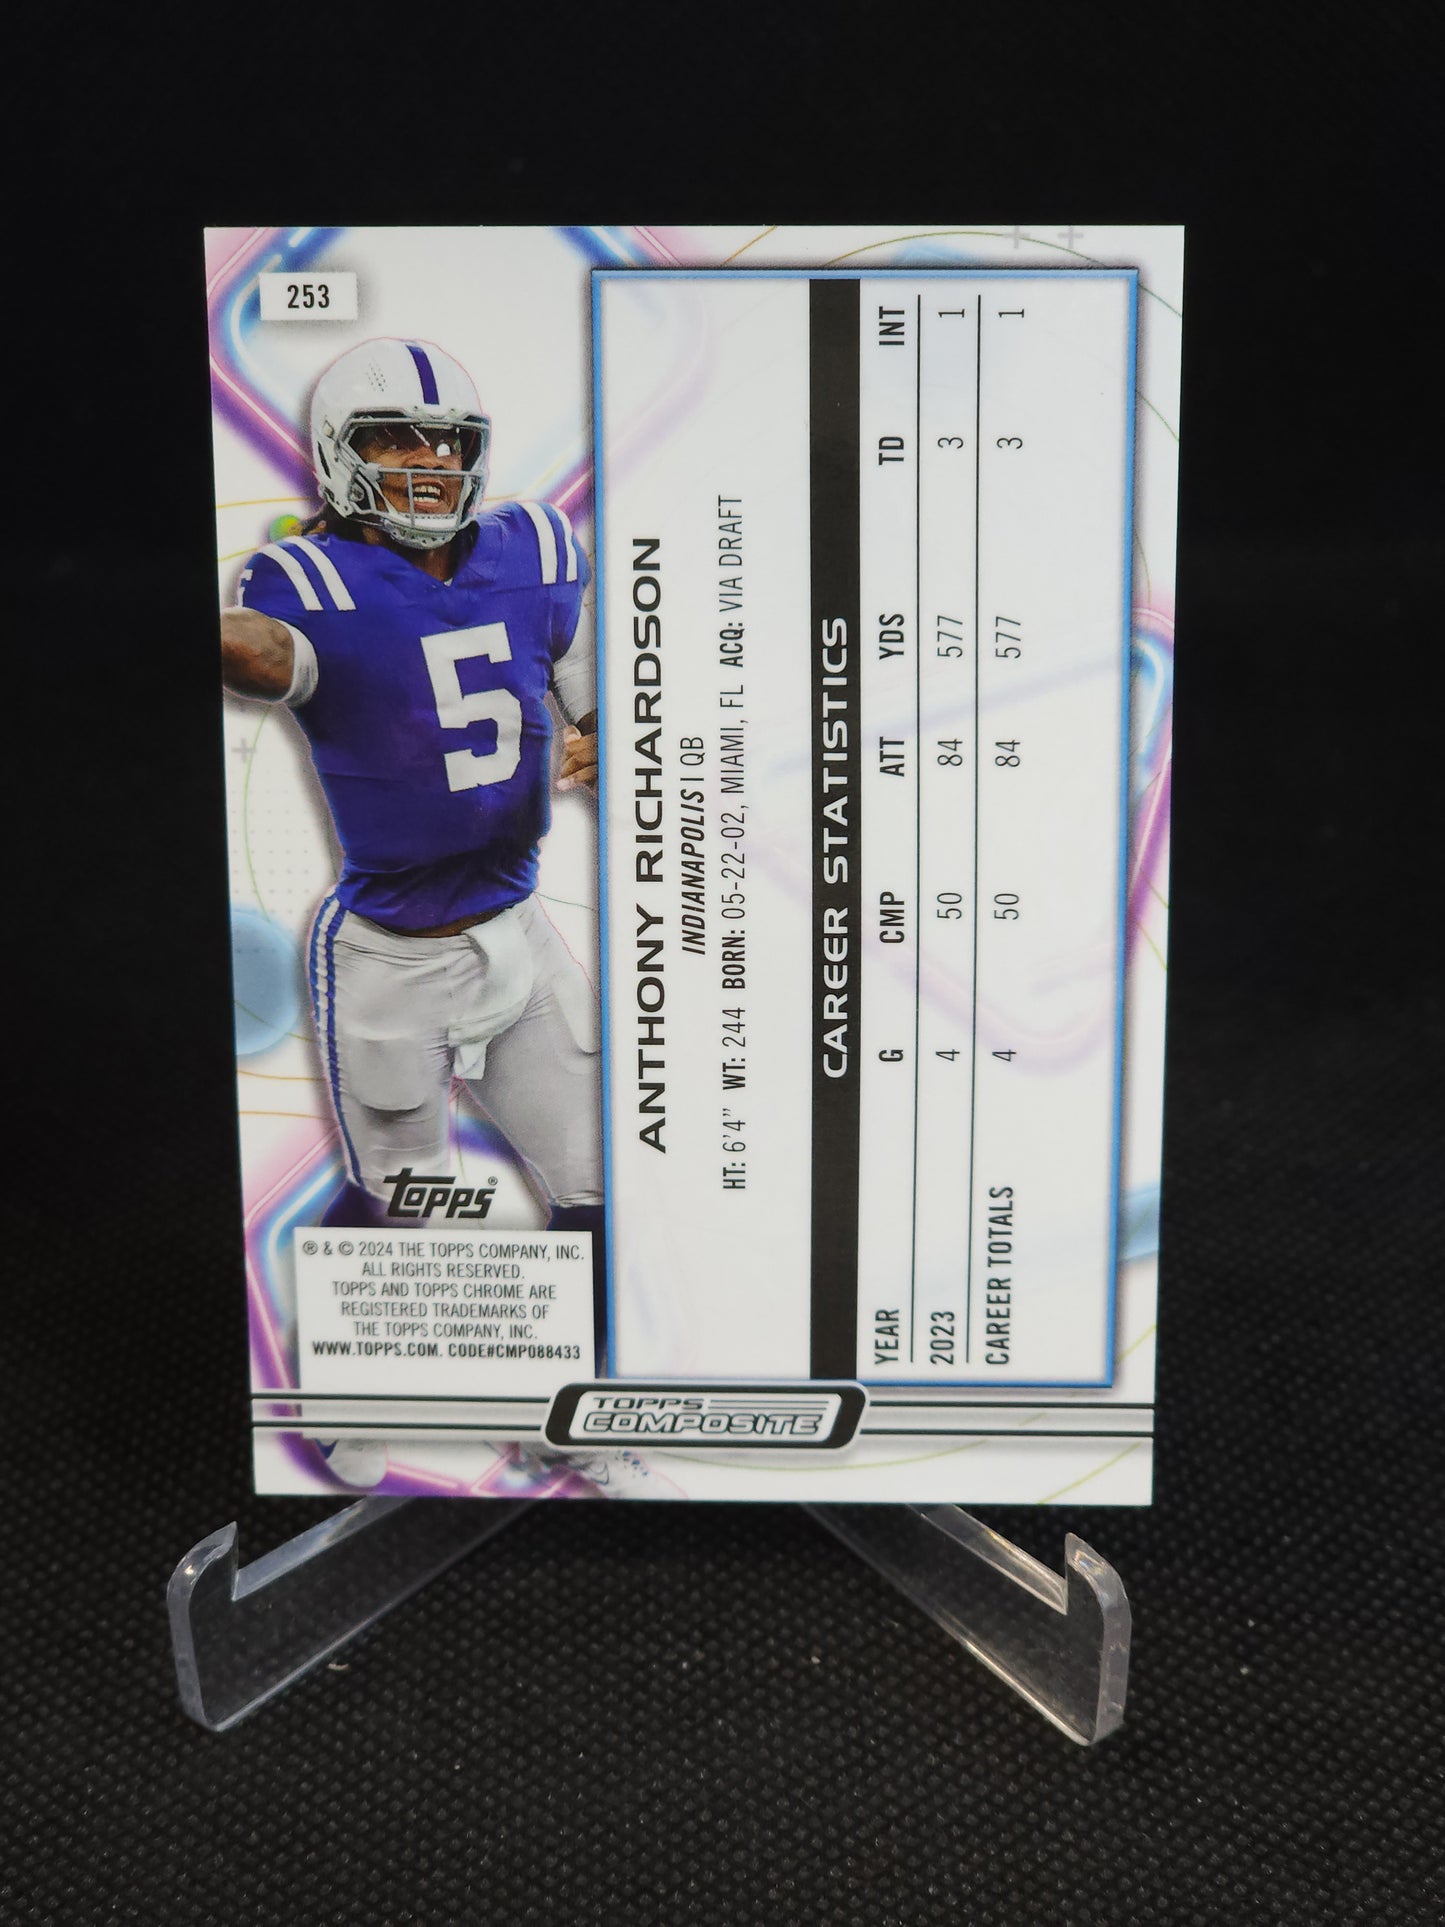 253
5
5
TOPPS®
® & © 2024 THE TOPPS COMPANY, INC.
ALL RIGHTS RESERVED.
TOPPS AND TOPPS CHROME ARE
REGISTERED TRADEMARKS OF
THE TOPPS COMPANY, INC.
WWW.TOPPS.COM. CODE#CMP088433
ANTHONY RICHARDSON
INDIANAPOLIS | QB
HT: 6'4" WT: 244 BORN: 05-22-02, MIAMI, FL ACQ: VIA DRAFT
CAREER STATISTICS
YEAR G CMP ATT YDS TD INT
2023 4 50 84 577 3 1
CAREER TOTALS 4 50 84 577 3 1
TOPPS
COMPOSITE